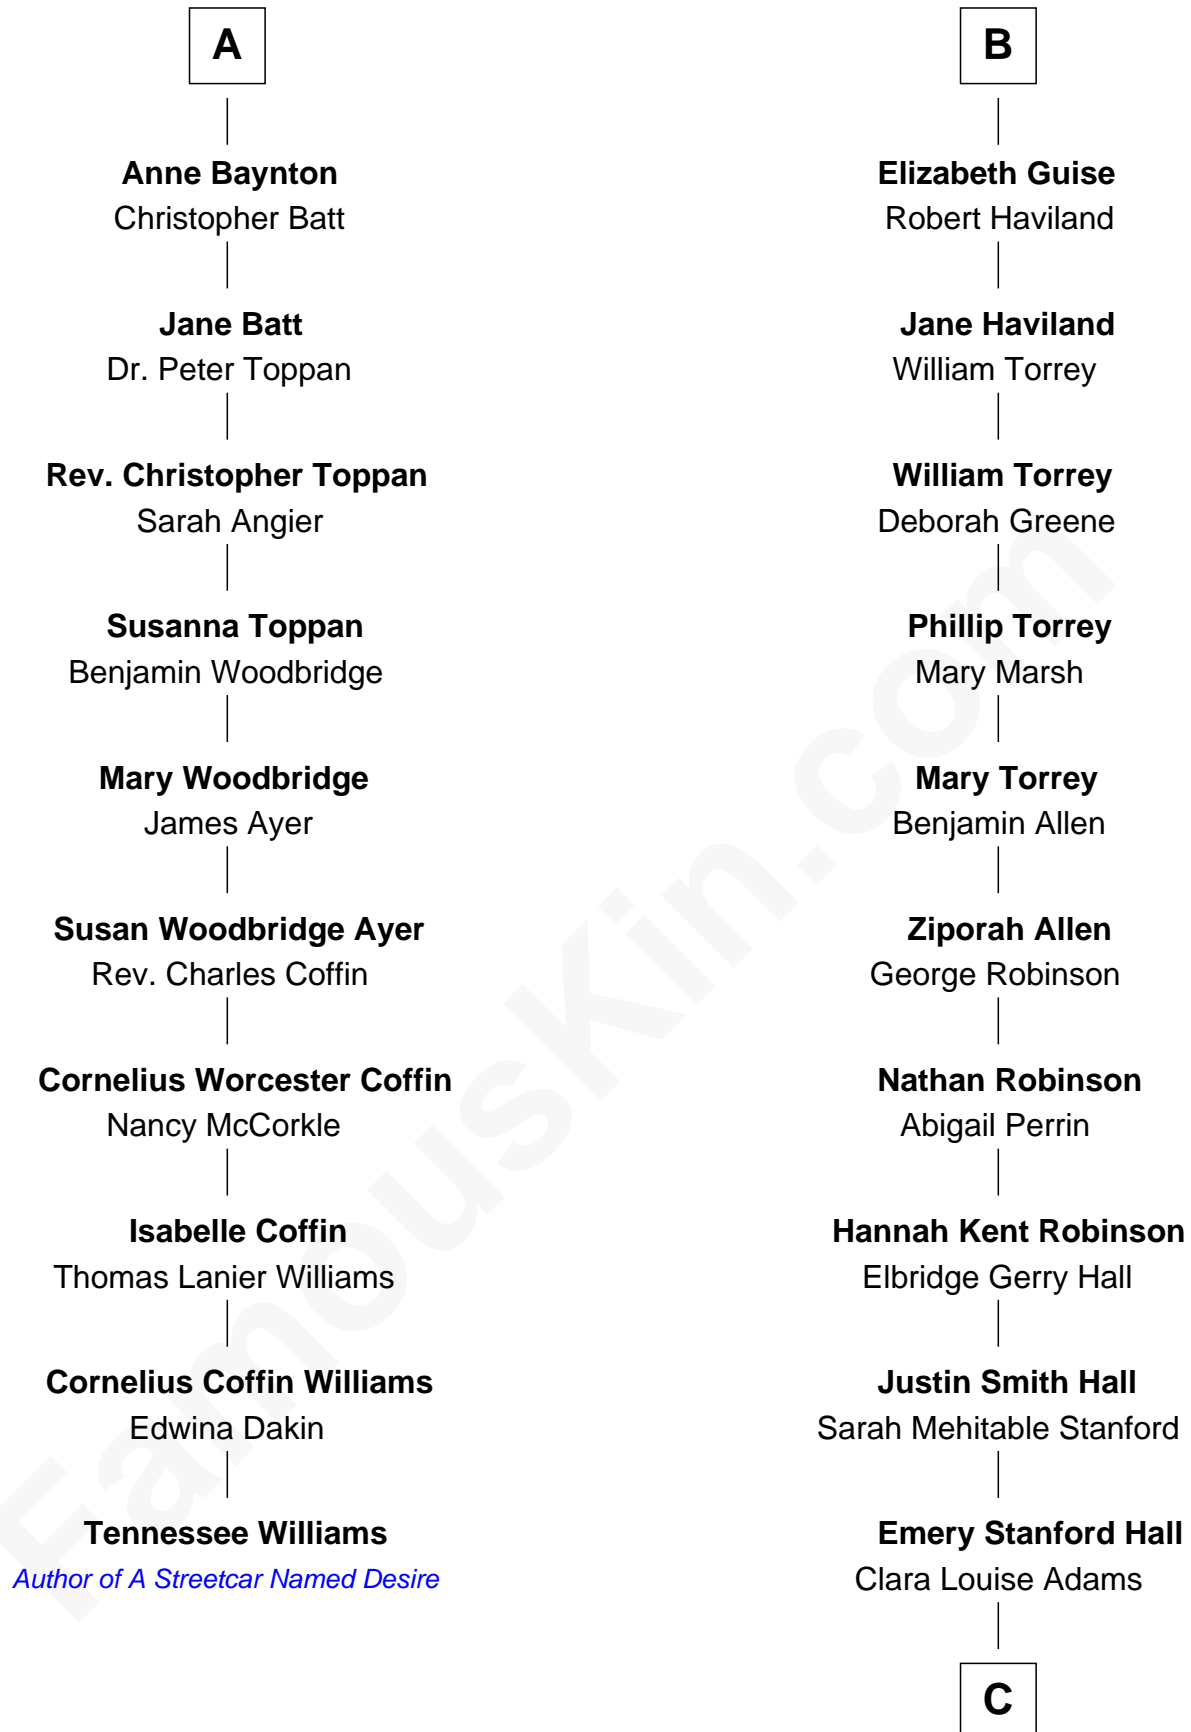 A
Anne Baynton
Christopher Batt
Jane Batt
Dr. Peter Toppan
Rev. Christopher Toppan
Sarah Angier
Susanna Toppan
Benjamin Woodbridge
Mary Woodbridge
James Ayer
Susan Woodbridge Ayer
Rev. Charles Coffin
Cornelius Worcester Coffin
Nancy McCorkle
Isabelle Coffin
Thomas Lanier Williams
Cornelius Coffin Williams
Edwina Dakin
Tennessee Williams
Author of A Streetcar Named Desire
B
Elizabeth Guise
Robert Haviland
Jane Haviland
William Torrey
William Torrey
Deborah Greene
Phillip Torrey
Mary Marsh
Mary Torrey
Benjamin Allen
Ziporah Allen
George Robinson
Nathan Robinson
Abigail Perrin
Hannah Kent Robinson
Elbridge Gerry Hall
Justin Smith Hall
Sarah Mehitable Stanford
Emery Stanford Hall
Clara Louise Adams
C
FamousKin.com